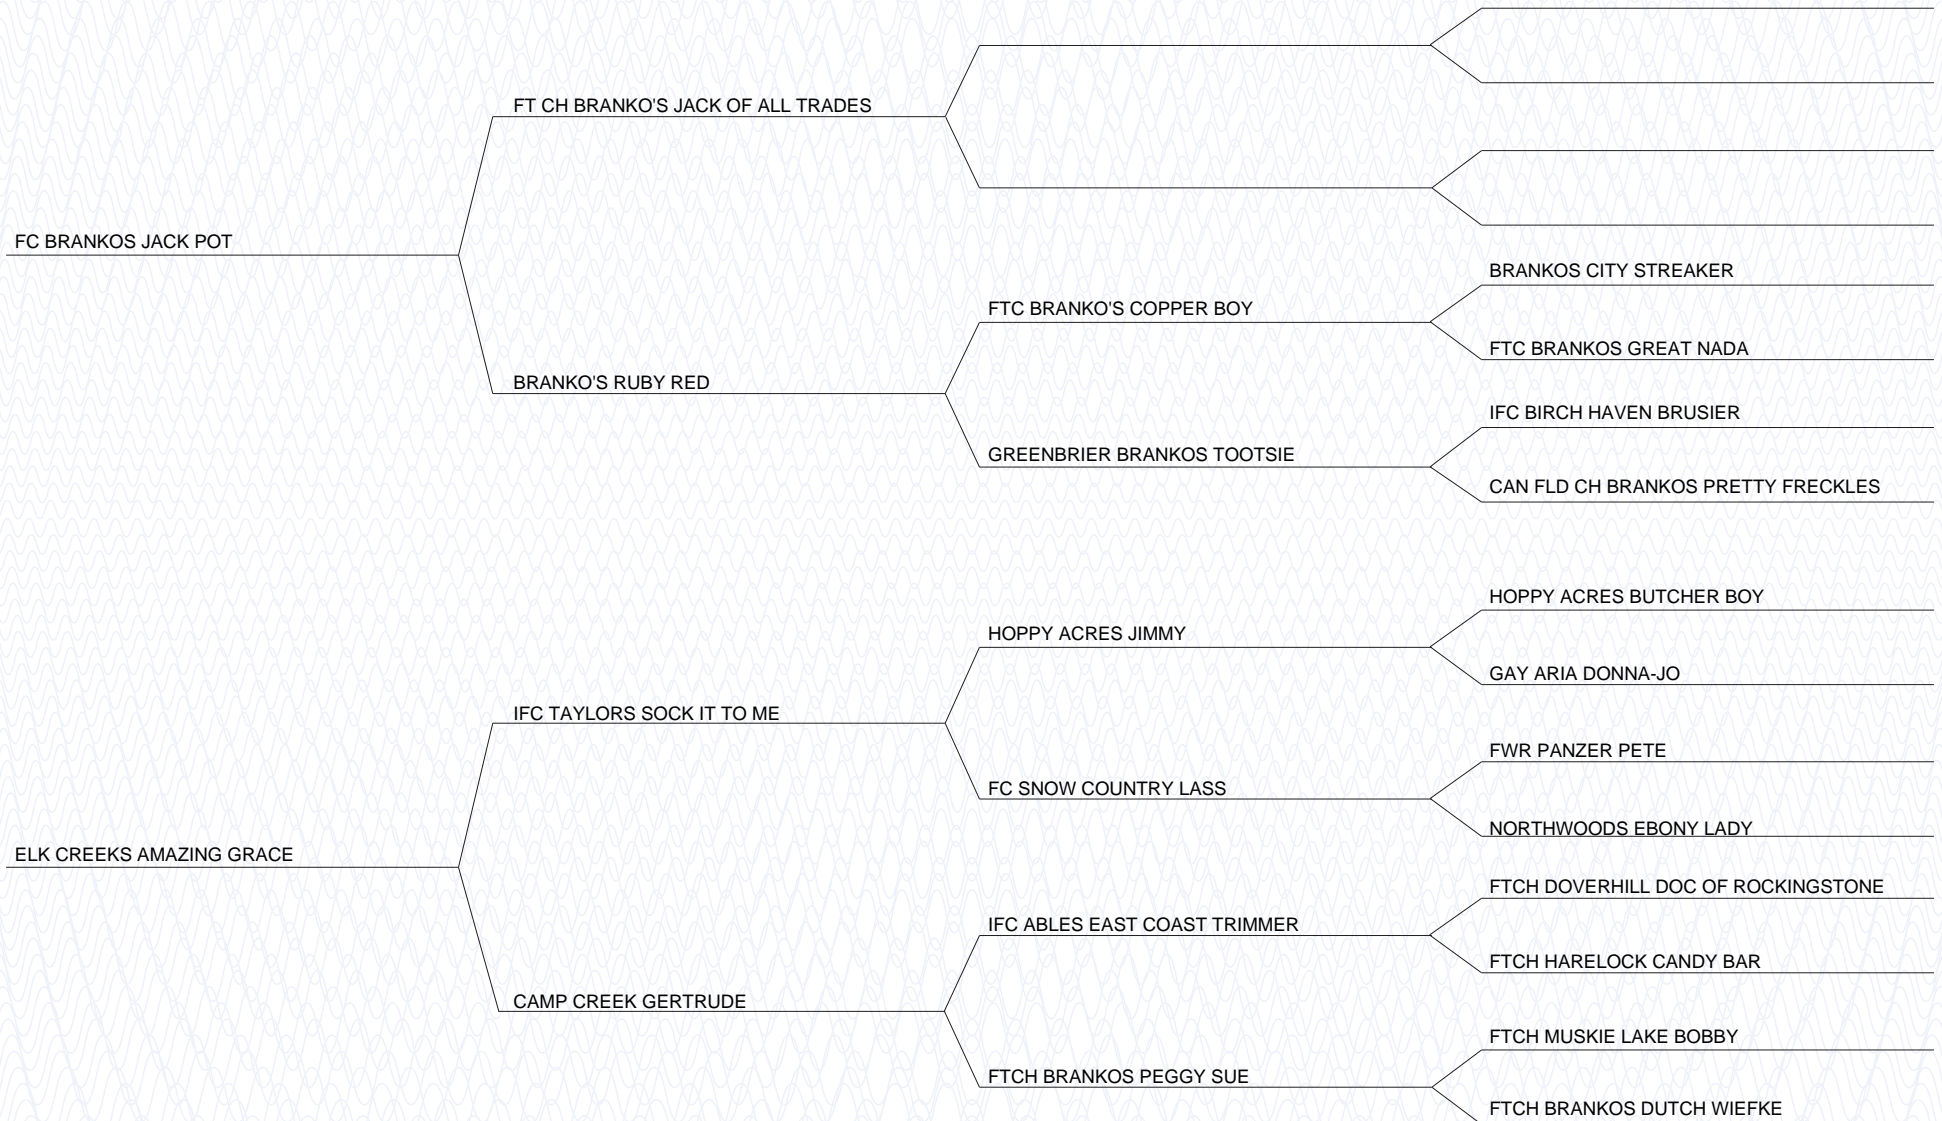 FT CH BRANKO'S JACK OF ALL TRADES
FC BRANKOS JACK POT
BRANKOS CITY STREAKER
FTC BRANKO'S COPPER BOY
FTC BRANKOS GREAT NADA
BRANKO'S RUBY RED
IFC BIRCH HAVEN BRUSIER
GREENBRIER BRANKOS TOOTSIE
CAN FLD CH BRANKOS PRETTY FRECKLES
HOPPY ACRES BUTCHER BOY
HOPPY ACRES JIMMY
GAY ARIA DONNA-JO
IFC TAYLORS SOCK IT TO ME
FWR PANZER PETE
FC SNOW COUNTRY LASS
NORTHWOODS EBONY LADY
ELK CREEKS AMAZING GRACE
FTCH DOVERHILL DOC OF ROCKINGSTONE
IFC ABLES EAST COAST TRIMMER
FTCH HARELOCK CANDY BAR
CAMP CREEK GERTRUDE
FTCH MUSKIE LAKE BOBBY
FTCH BRANKOS PEGGY SUE
FTCH BRANKOS DUTCH WIEFKE